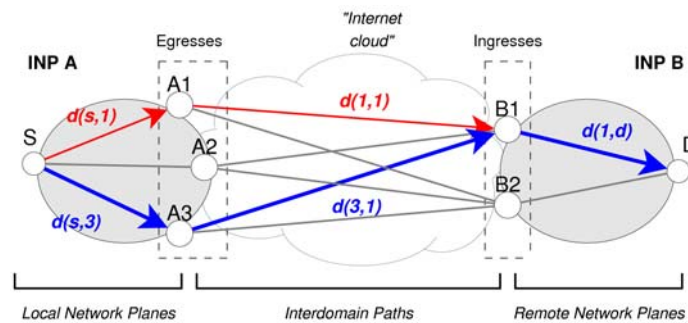 "Internet
cloud"
Egresses
Ingresses
INP A
INP B
A1
d(s,1)
d(1,1)
B1
d(1,d)
S
A2
D
B2
d(s,3)
A3
d(3,1)
Local Network Planes
Interdomain Paths
Remote Network Planes